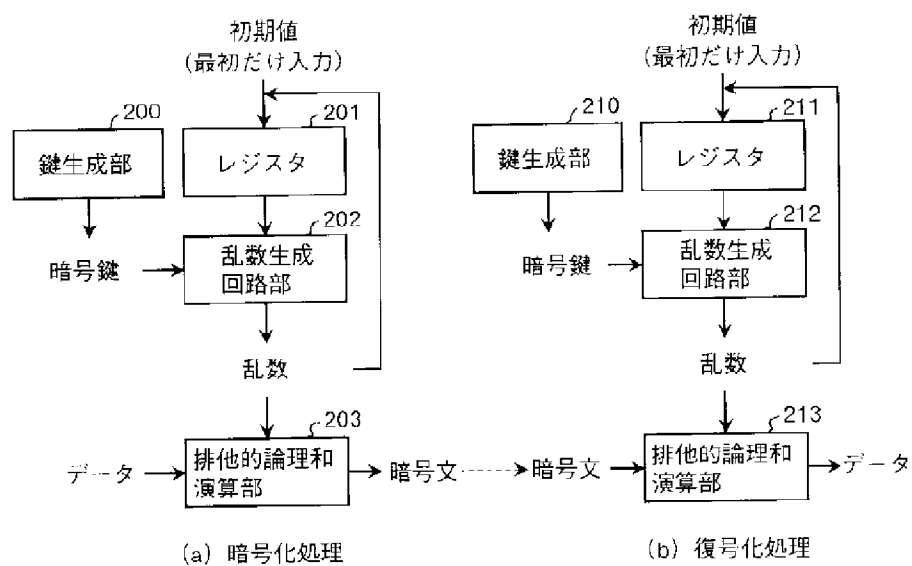 初期値
(最初だけ入力)
200
鍵生成部
201
レジスタ
暗号鍵
202
乱数生成
回路部
乱数
データ
203
排他的論理和
演算部
暗号文
(a) 暗号化処理
初期値
(最初だけ入力)
210
鍵生成部
211
レジスタ
暗号鍵
212
乱数生成
回路部
乱数
暗号文
213
排他的論理和
演算部
データ
(b) 復号化処理